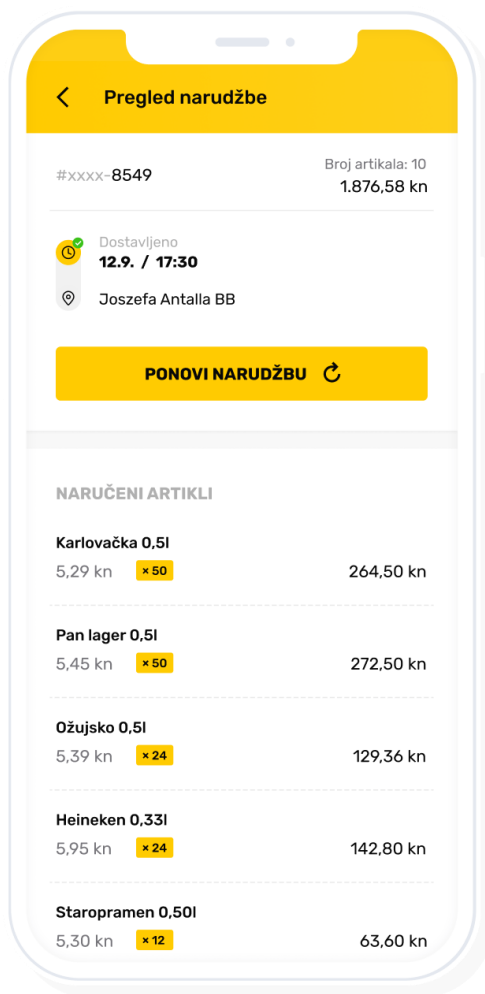 Pregled narudžbe
#xxxx-8549
Broj artikala: 10
1.876,58 kn
Dostavljeno
12.9. / 17:30
Joszefa Antalla BB
PONOVI NARUDŽBU
NARUČENI ARTIKLI
Karlovačka 0,5l
5,29 kn × 50 264,50 kn
Pan lager 0,5l
5,45 kn × 50 272,50 kn
Ožujsko 0,5l
5,39 kn × 24 129,36 kn
Heineken 0,33l
5,95 kn × 24 142,80 kn
Staropramen 0,50l
5,30 kn × 12 63,60 kn